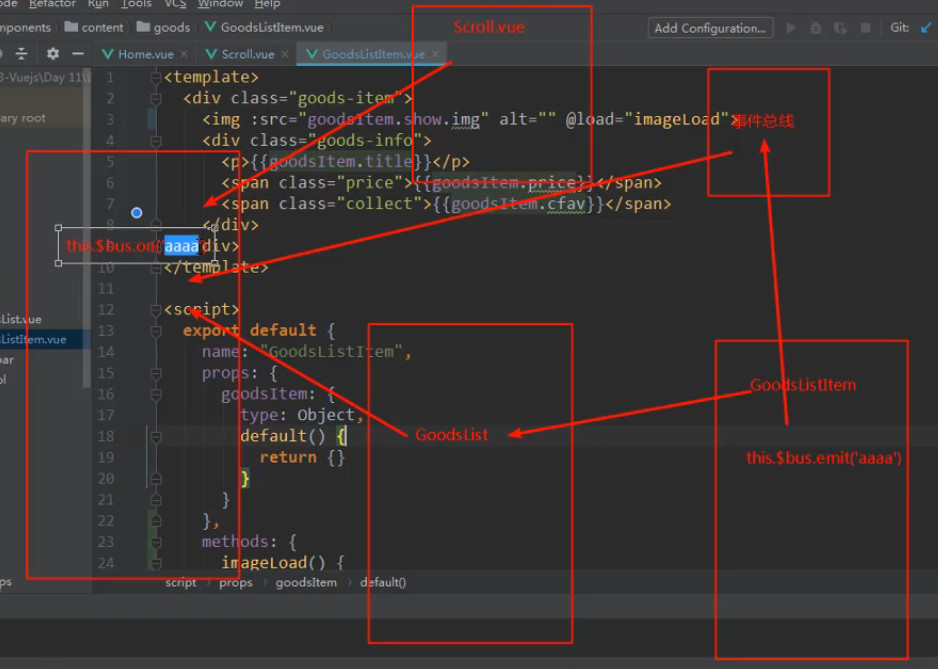 ode Refactor Run Tools VCS Window Help
mponents content goods GoodsListItem.vue Add Configuration... Git:
Home.vue Scroll.vue GoodsListItem.vue
3-Vuejs\Day 11\
ary root
List.vue
ListItem.vue
bar
ol
ps
1 <template>
2 <div class="goods-item">
3 <img :src="goodsItem.show.img" alt="" @load="imageLoad">
4 <div class="goods-info">
5 <p>{{goodsItem.title}}</p>
6 <span class="price">{{goodsItem.price}}</span>
7 <span class="collect">{{goodsItem.cfav}}</span>
8 </div>
div>
10 </template>
11
12 <script>
13 export default {
14 name: "GoodsListItem",
15 props: {
16 goodsItem: {
17 type: Object,
18 default() {
19 return {}
20 }
21 }
22 },
23 methods: {
24 imageLoad() {
script props goodsItem default()
Scroll.vue
事件总线
this.$bus.on('aaaa
GoodsList
GoodsListItem
this.$bus.emit('aaaa')